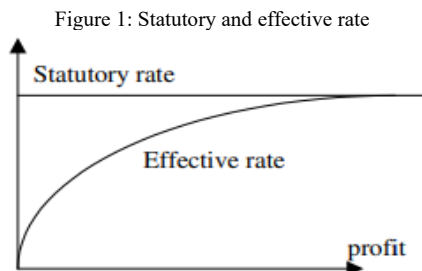 Figure 1: Statutory and effective rate
Statutory rate
Effective rate
profit